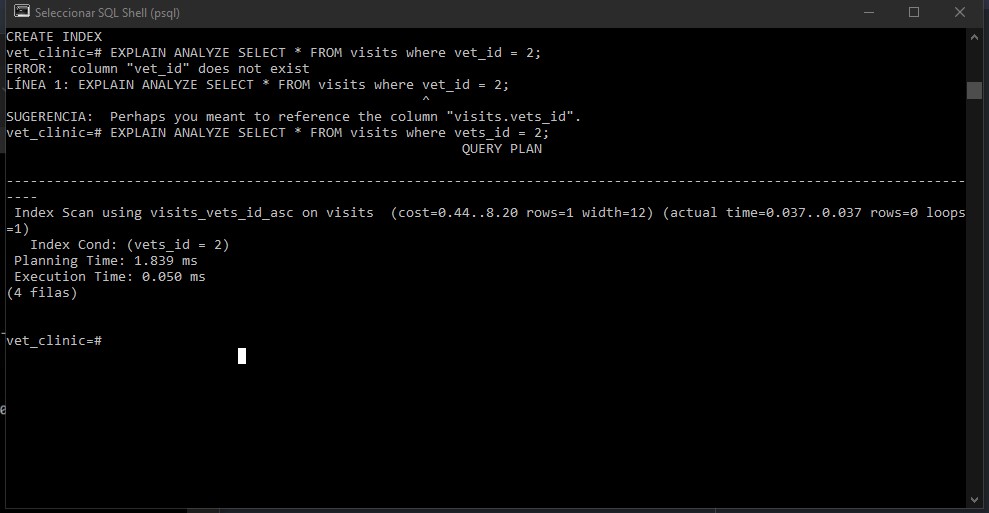 Seleccionar SQL Shell (psql)
CREATE INDEX
vet_clinic=# EXPLAIN ANALYZE SELECT * FROM visits where vet_id = 2;
ERROR:  column "vet_id" does not exist
LÍNEA 1: EXPLAIN ANALYZE SELECT * FROM visits where vet_id = 2;
                                                    ^
SUGERENCIA:  Perhaps you meant to reference the column "visits.vets_id".
vet_clinic=# EXPLAIN ANALYZE SELECT * FROM visits where vets_id = 2;
                                                         QUERY PLAN
------------------------------------------------------------------------------------------------------------------------
----
 Index Scan using visits_vets_id_asc on visits  (cost=0.44..8.20 rows=1 width=12) (actual time=0.037..0.037 rows=0 loops
=1)
   Index Cond: (vets_id = 2)
 Planning Time: 1.839 ms
 Execution Time: 0.050 ms
(4 filas)
vet_clinic=#